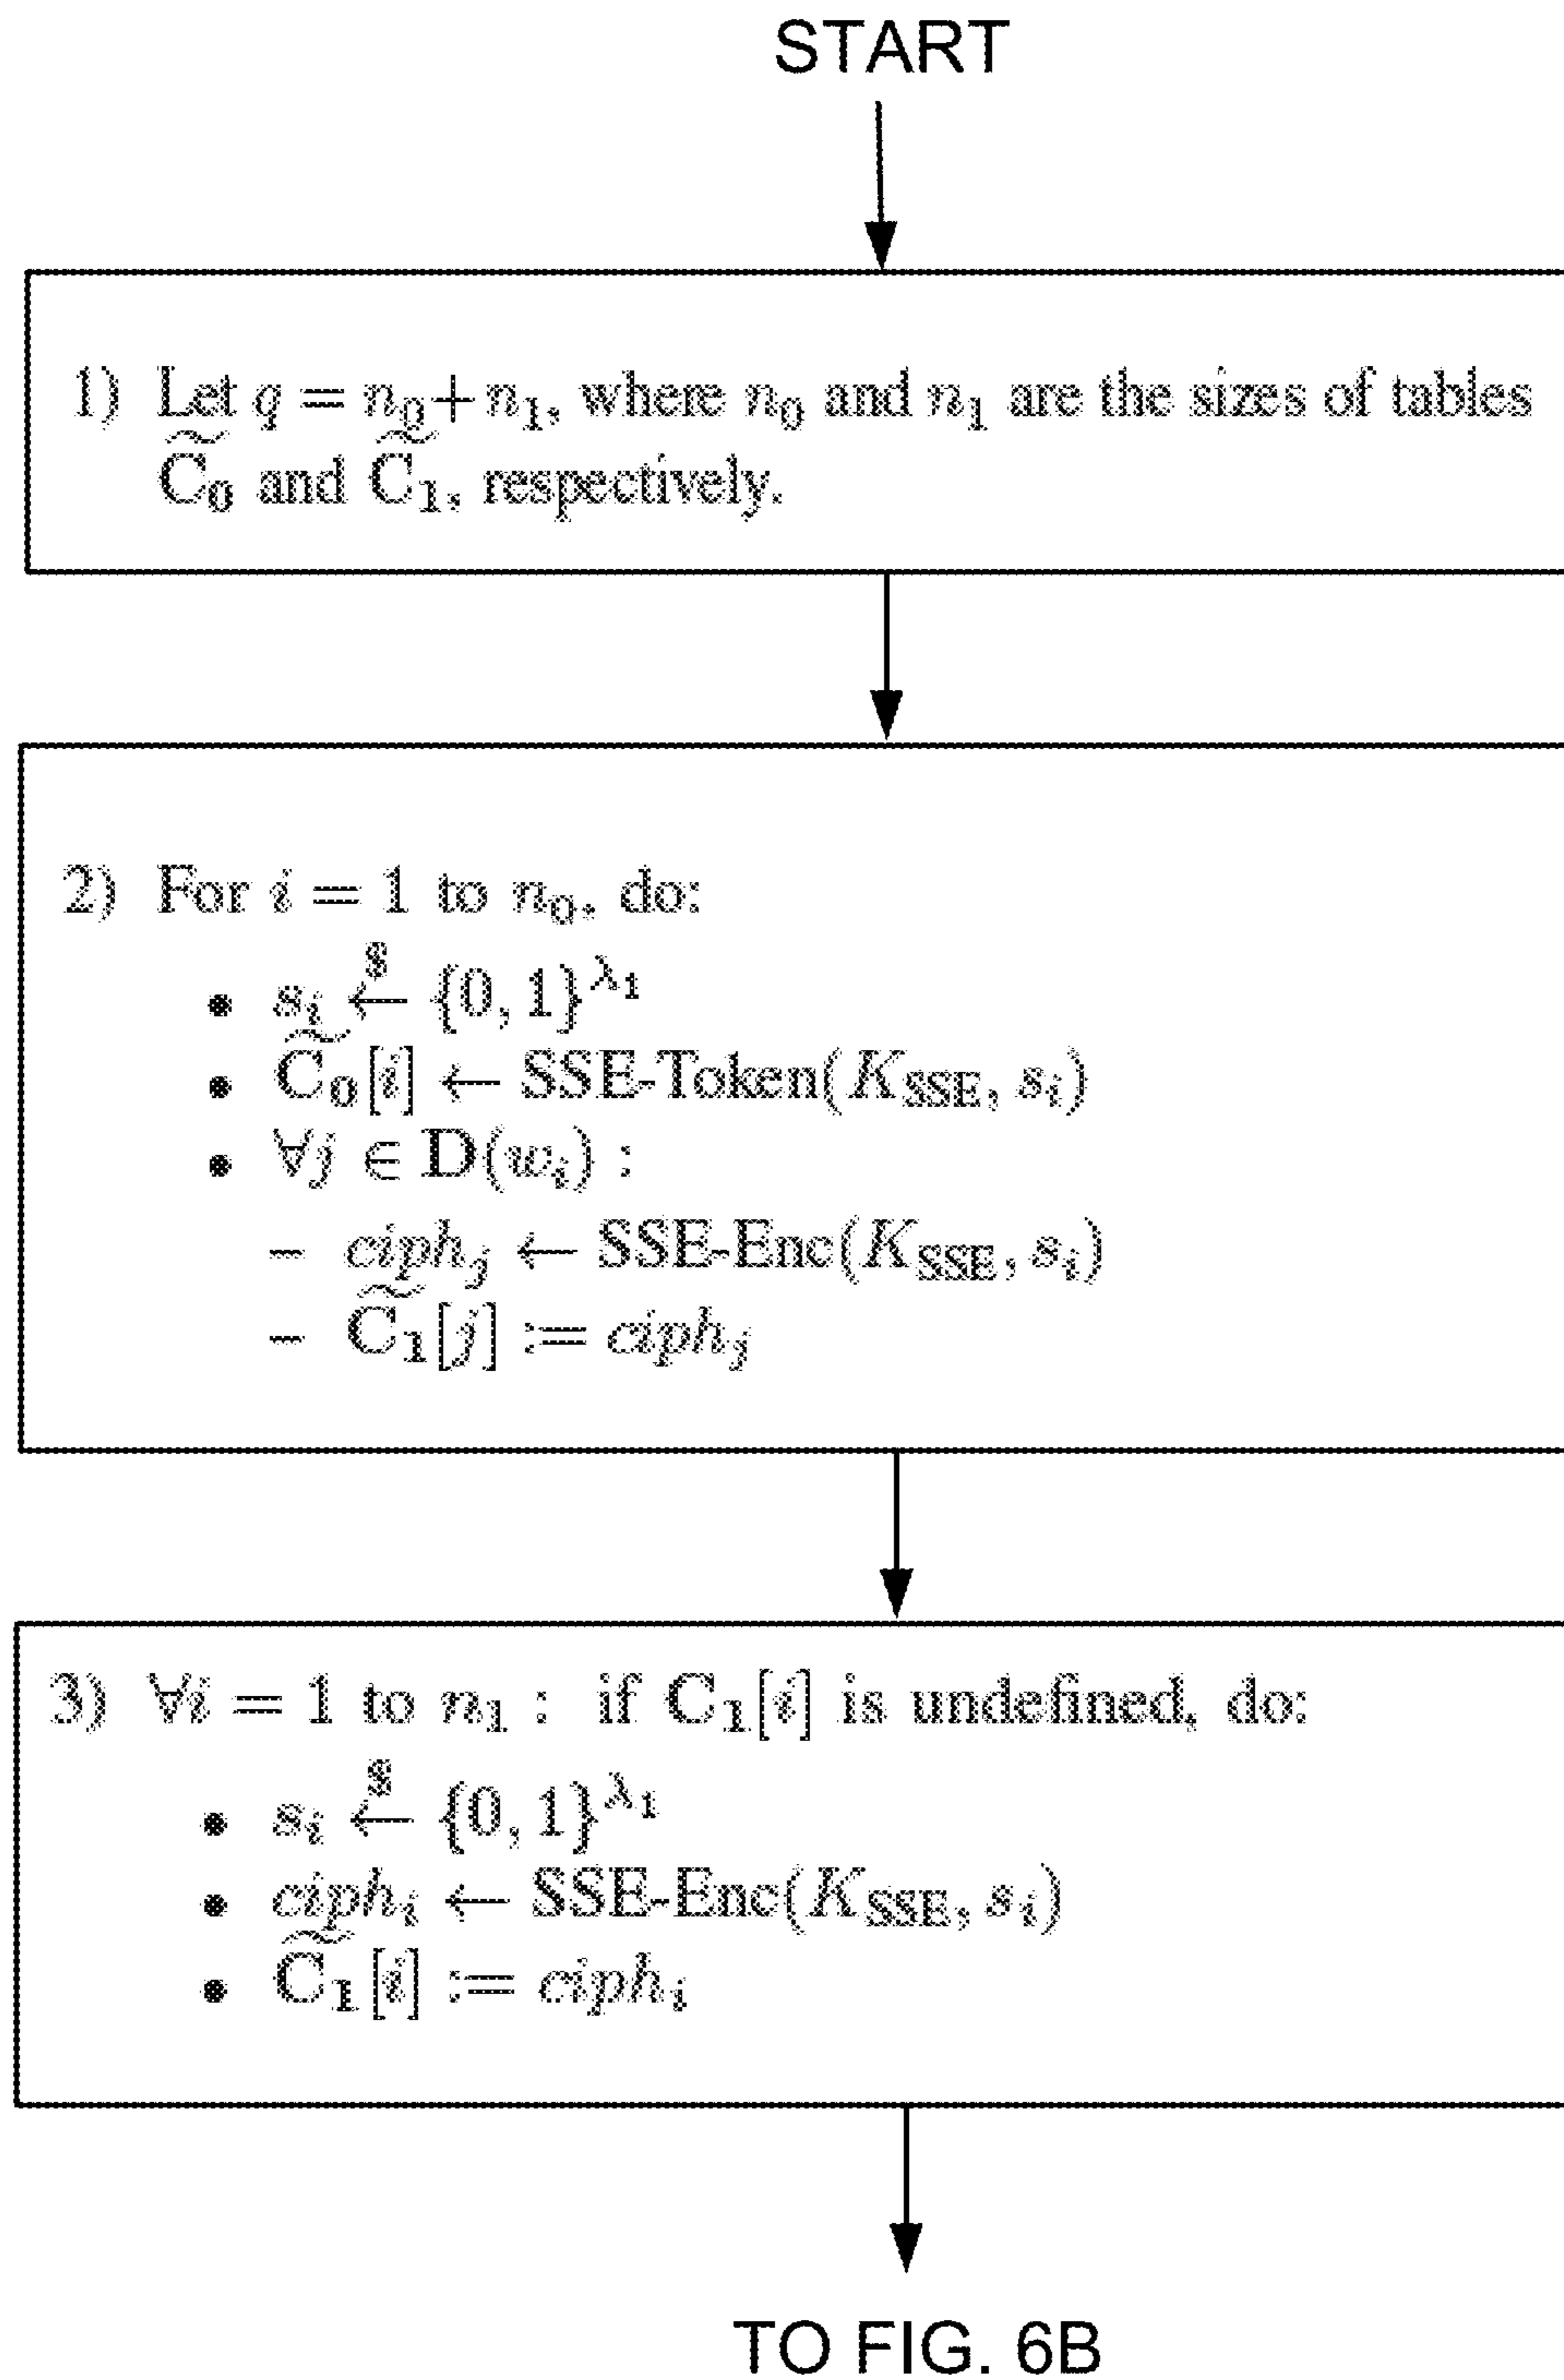 START
1) Let q = n₀ + n₁, where n₀ and n₁ are the sizes of tables
C̃₀ and C̃₁, respectively.
2) For i = 1 to n₀, do:
• sᵢ ←$ {0, 1}^λ₁
• C̃₀[i] ← SSE-Token(K_SSE, sᵢ)
• ∀j ∈ D(wᵢ) :
– ciphⱼ ← SSE-Enc(K_SSE, sᵢ)
– C̃₁[j] := ciphⱼ
3) ∀i = 1 to n₁ : if C₁[i] is undefined, do:
• sᵢ ←$ {0, 1}^λ₁
• ciphᵢ ← SSE-Enc(K_SSE, sᵢ)
• C̃₁[i] := ciphᵢ
TO FIG. 6B